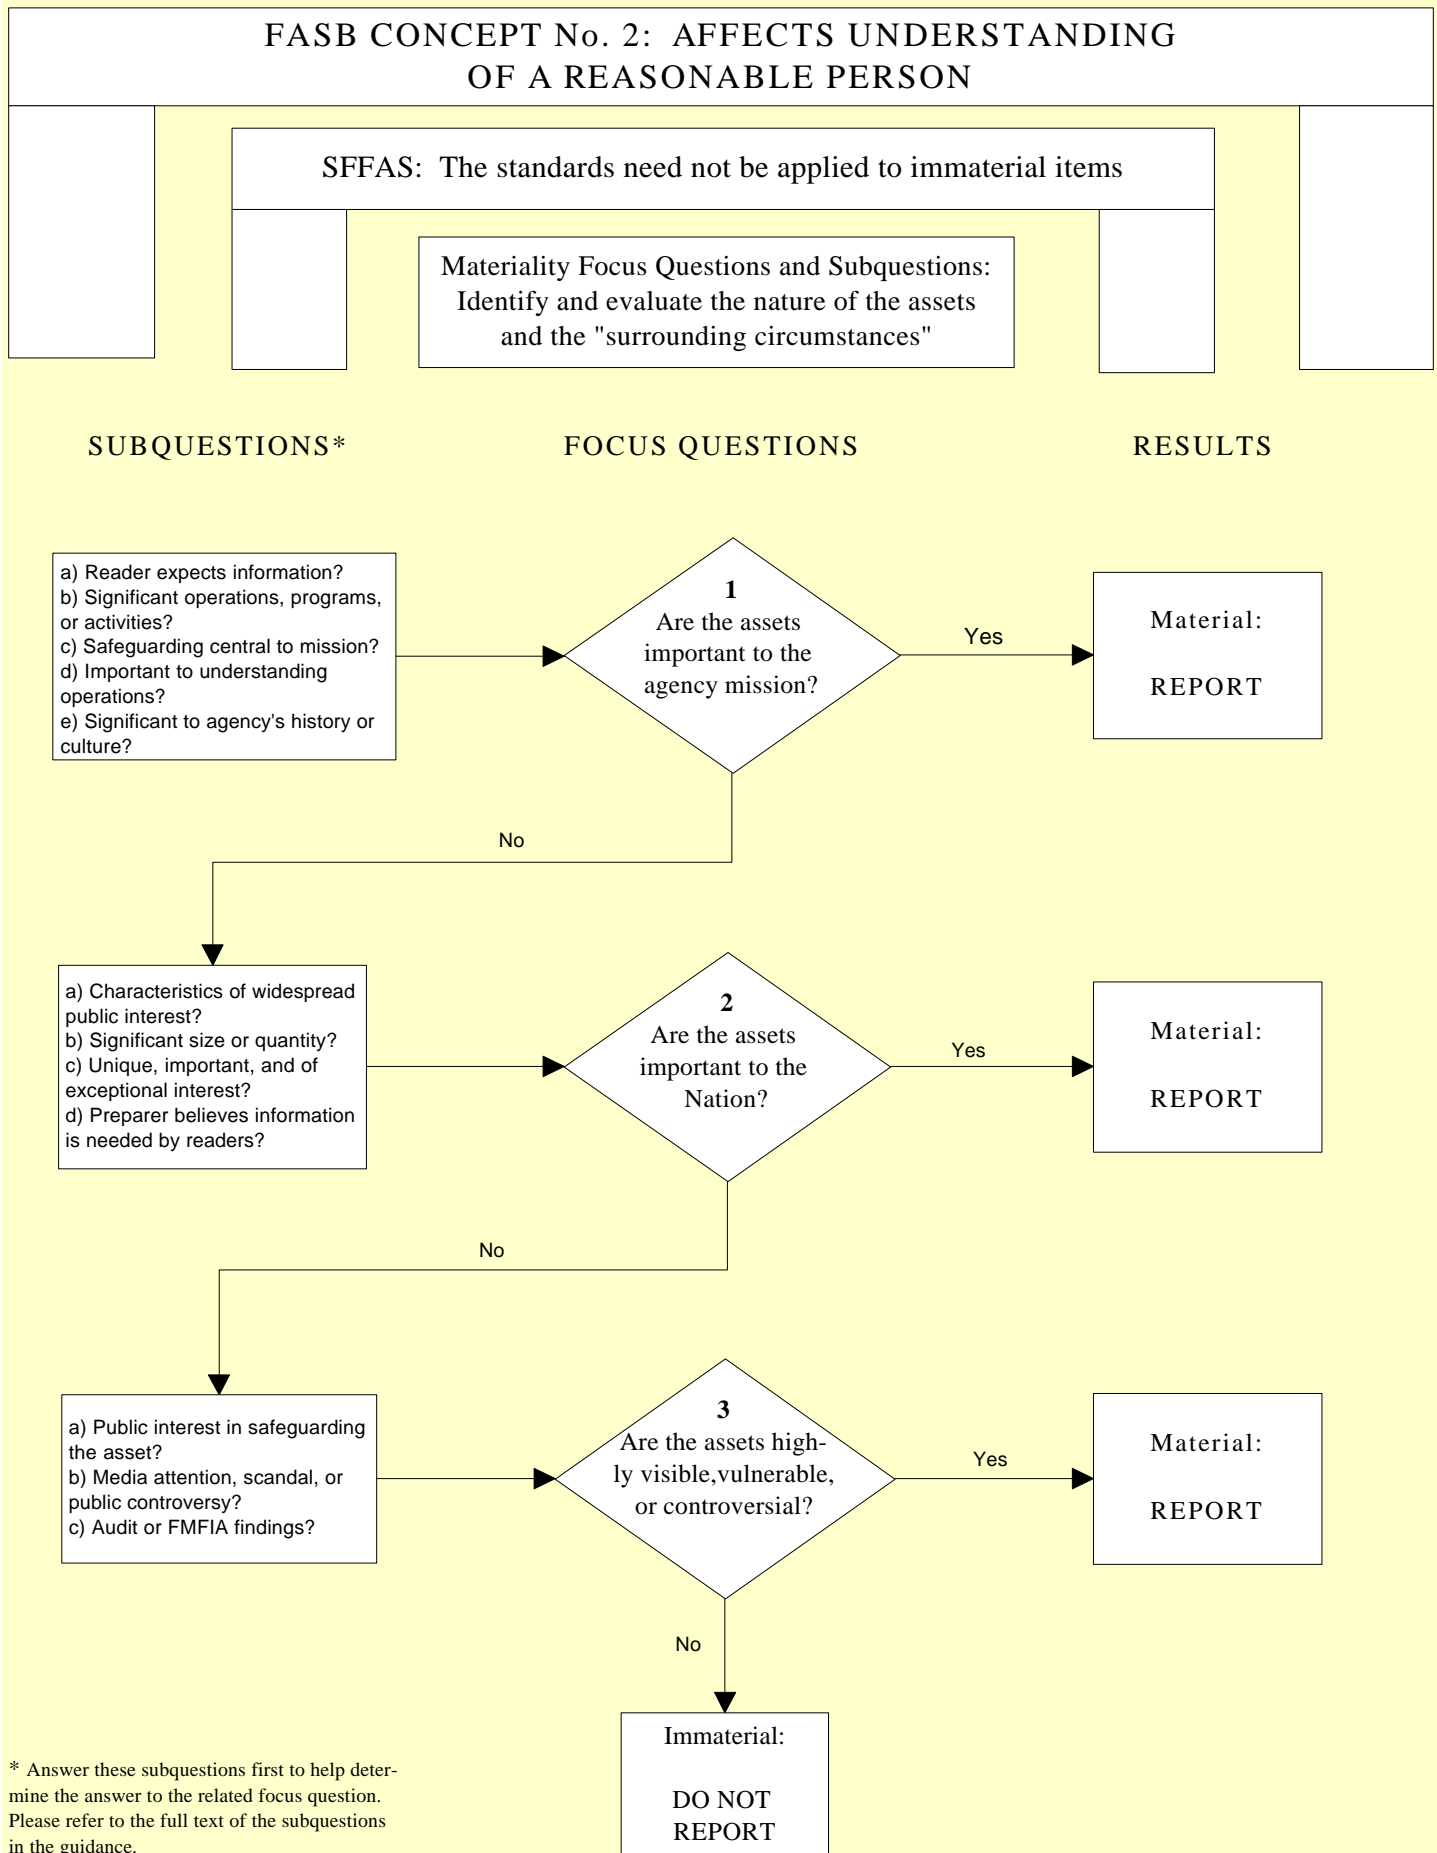 FASB CONCEPT No. 2: AFFECTS UNDERSTANDING
OF A REASONABLE PERSON
SFFAS: The standards need not be applied to immaterial items
Materiality Focus Questions and Subquestions:
Identify and evaluate the nature of the assets
and the "surrounding circumstances"
SUBQUESTIONS*
FOCUS QUESTIONS
RESULTS
a) Reader expects information?
b) Significant operations, programs,
or activities?
c) Safeguarding central to mission?
d) Important to understanding
operations?
e) Significant to agency's history or
culture?
1
Are the assets
important to the
agency mission?
Yes
Material:
REPORT
No
a) Characteristics of widespread
public interest?
b) Significant size or quantity?
c) Unique, important, and of
exceptional interest?
d) Preparer believes information
is needed by readers?
2
Are the assets
important to the
Nation?
Yes
Material:
REPORT
No
a) Public interest in safeguarding
the asset?
b) Media attention, scandal, or
public controversy?
c) Audit or FMFIA findings?
3
Are the assets high-
ly visible,vulnerable,
or controversial?
Yes
Material:
REPORT
No
Immaterial:
DO NOT
REPORT
* Answer these subquestions first to help deter-
mine the answer to the related focus question.
Please refer to the full text of the subquestions
in the guidance.